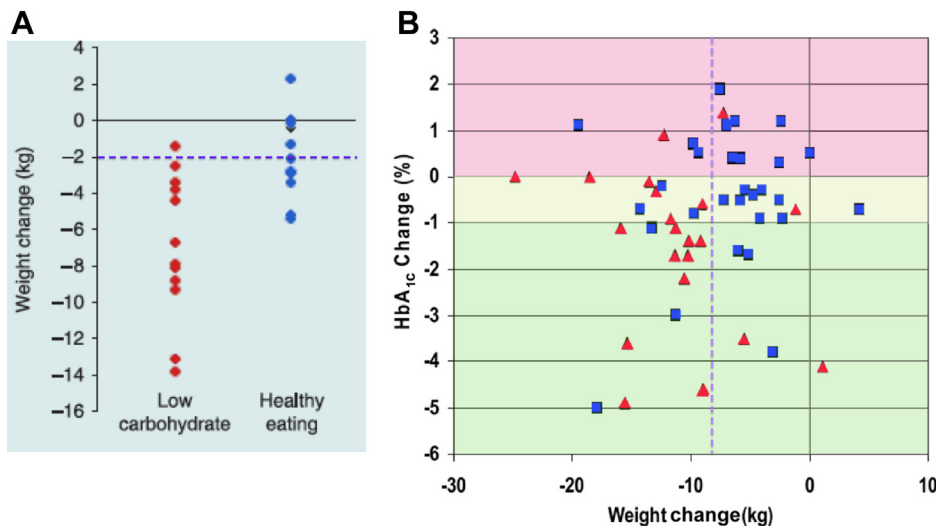 A
Weight change (kg)
4
2
0
−2
−4
−6
−8
−10
−12
−14
−16
Low
carbohydrate
Healthy
eating
B
HbA1C Change (%)
3
2
1
0
-1
-2
-3
-4
-5
-6
-30
-20
-10
0
10
Weight change(kg)